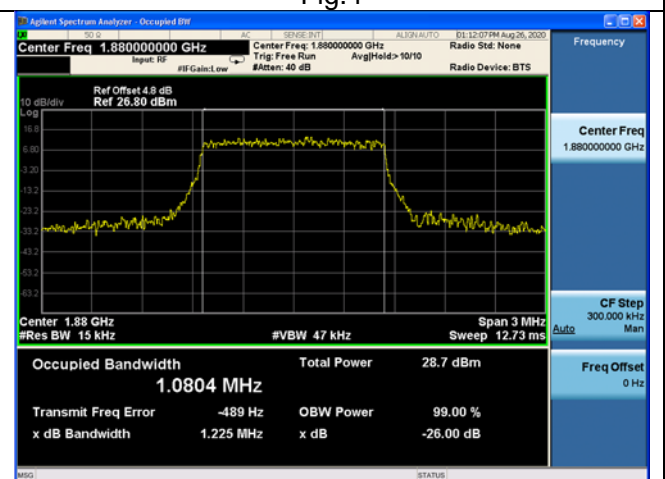 Agilent Spectrum Analyzer - Occupied BW
50 Ω AC SENSE:INT ALIGN AUTO 01:12:07 PM Aug 26, 2020
Center Freq 1.880000000 GHz Center Freq: 1.880000000 GHz Radio Std: None Frequency
Input: RF Trig: Free Run Avg|Hold:> 10/10
#IFGain:Low #Atten: 40 dB Radio Device: BTS
Ref Offset 4.8 dB
10 dB/div Ref 26.80 dBm
Log
16.8
6.80
-3.20
-13.2
-23.2
-33.2
-43.2
-53.2
-63.2
Center Freq
1.880000000 GHz
Center 1.88 GHz Span 3 MHz
#Res BW 15 kHz #VBW 47 kHz Sweep 12.73 ms
CF Step
300.000 kHz
Auto Man
Occupied Bandwidth Total Power 28.7 dBm
1.0804 MHz
Transmit Freq Error -489 Hz OBW Power 99.00 %
x dB Bandwidth 1.225 MHz x dB -26.00 dB
Freq Offset
0 Hz
MSG STATUS